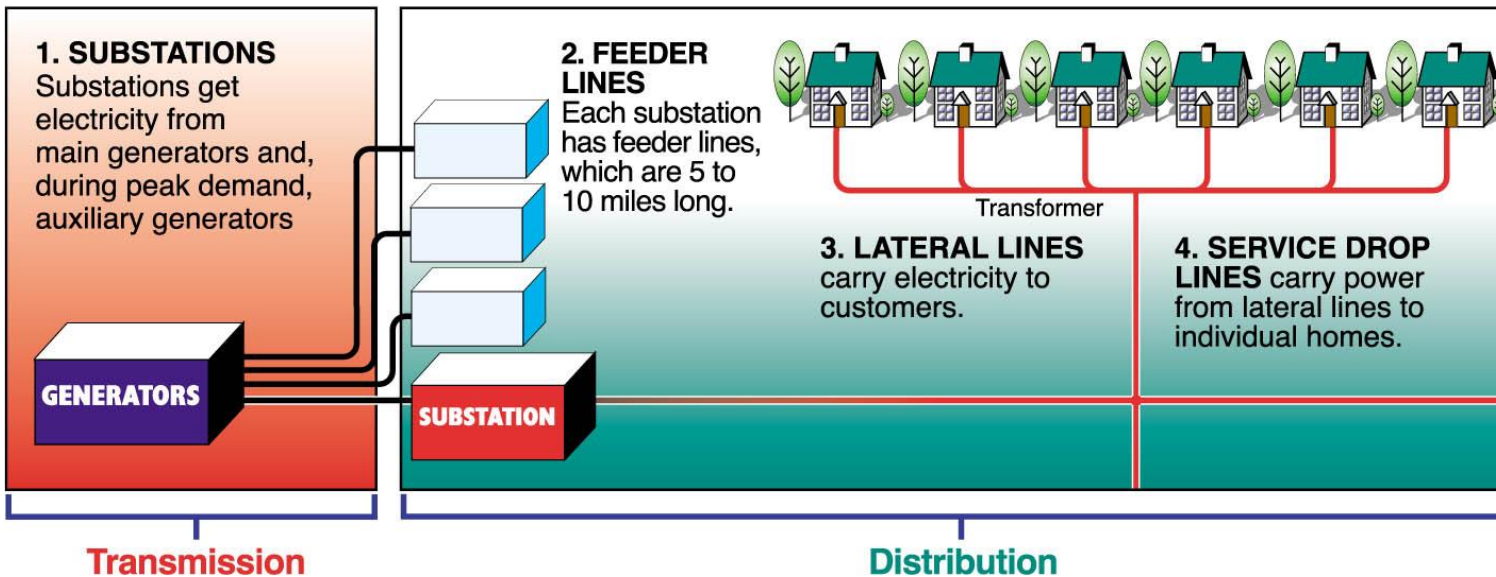 1. SUBSTATIONS
Substations get
electricity from
main generators and,
during peak demand,
auxiliary generators
GENERATORS
2. FEEDER
LINES
Each substation
has feeder lines,
which are 5 to
10 miles long.
SUBSTATION
Transformer
3. LATERAL LINES
carry electricity to
customers.
4. SERVICE DROP
LINES carry power
from lateral lines to
individual homes.
Transmission
Distribution